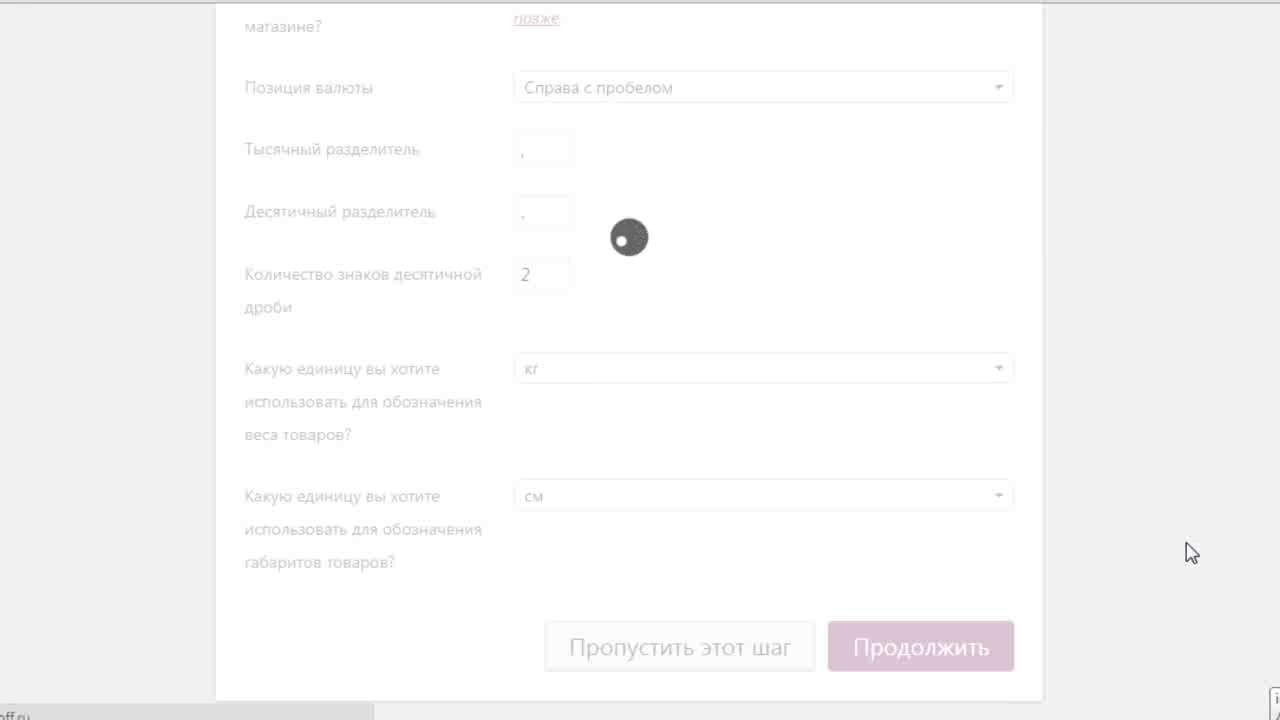 магазине?
позже.
Позиция валюты
Справа с пробелом
Тысячный разделитель
,
Десятичный разделитель
.
Количество знаков десятичной
дроби
2
Какую единицу вы хотите
использовать для обозначения
веса товаров?
кг
Какую единицу вы хотите
использовать для обозначения
габаритов товаров?
см
Пропустить этот шаг
Продолжить
off.ru